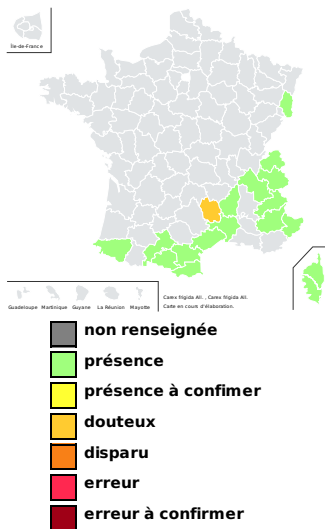 Île-de-France
Guadeloupe Martinique Guyane La Réunion Mayotte
Carex frigida All. , Carex frigida All.
Carte en cours d'élaboration.
non renseignée
présence
présence à confimer
douteux
disparu
erreur
erreur à confirmer